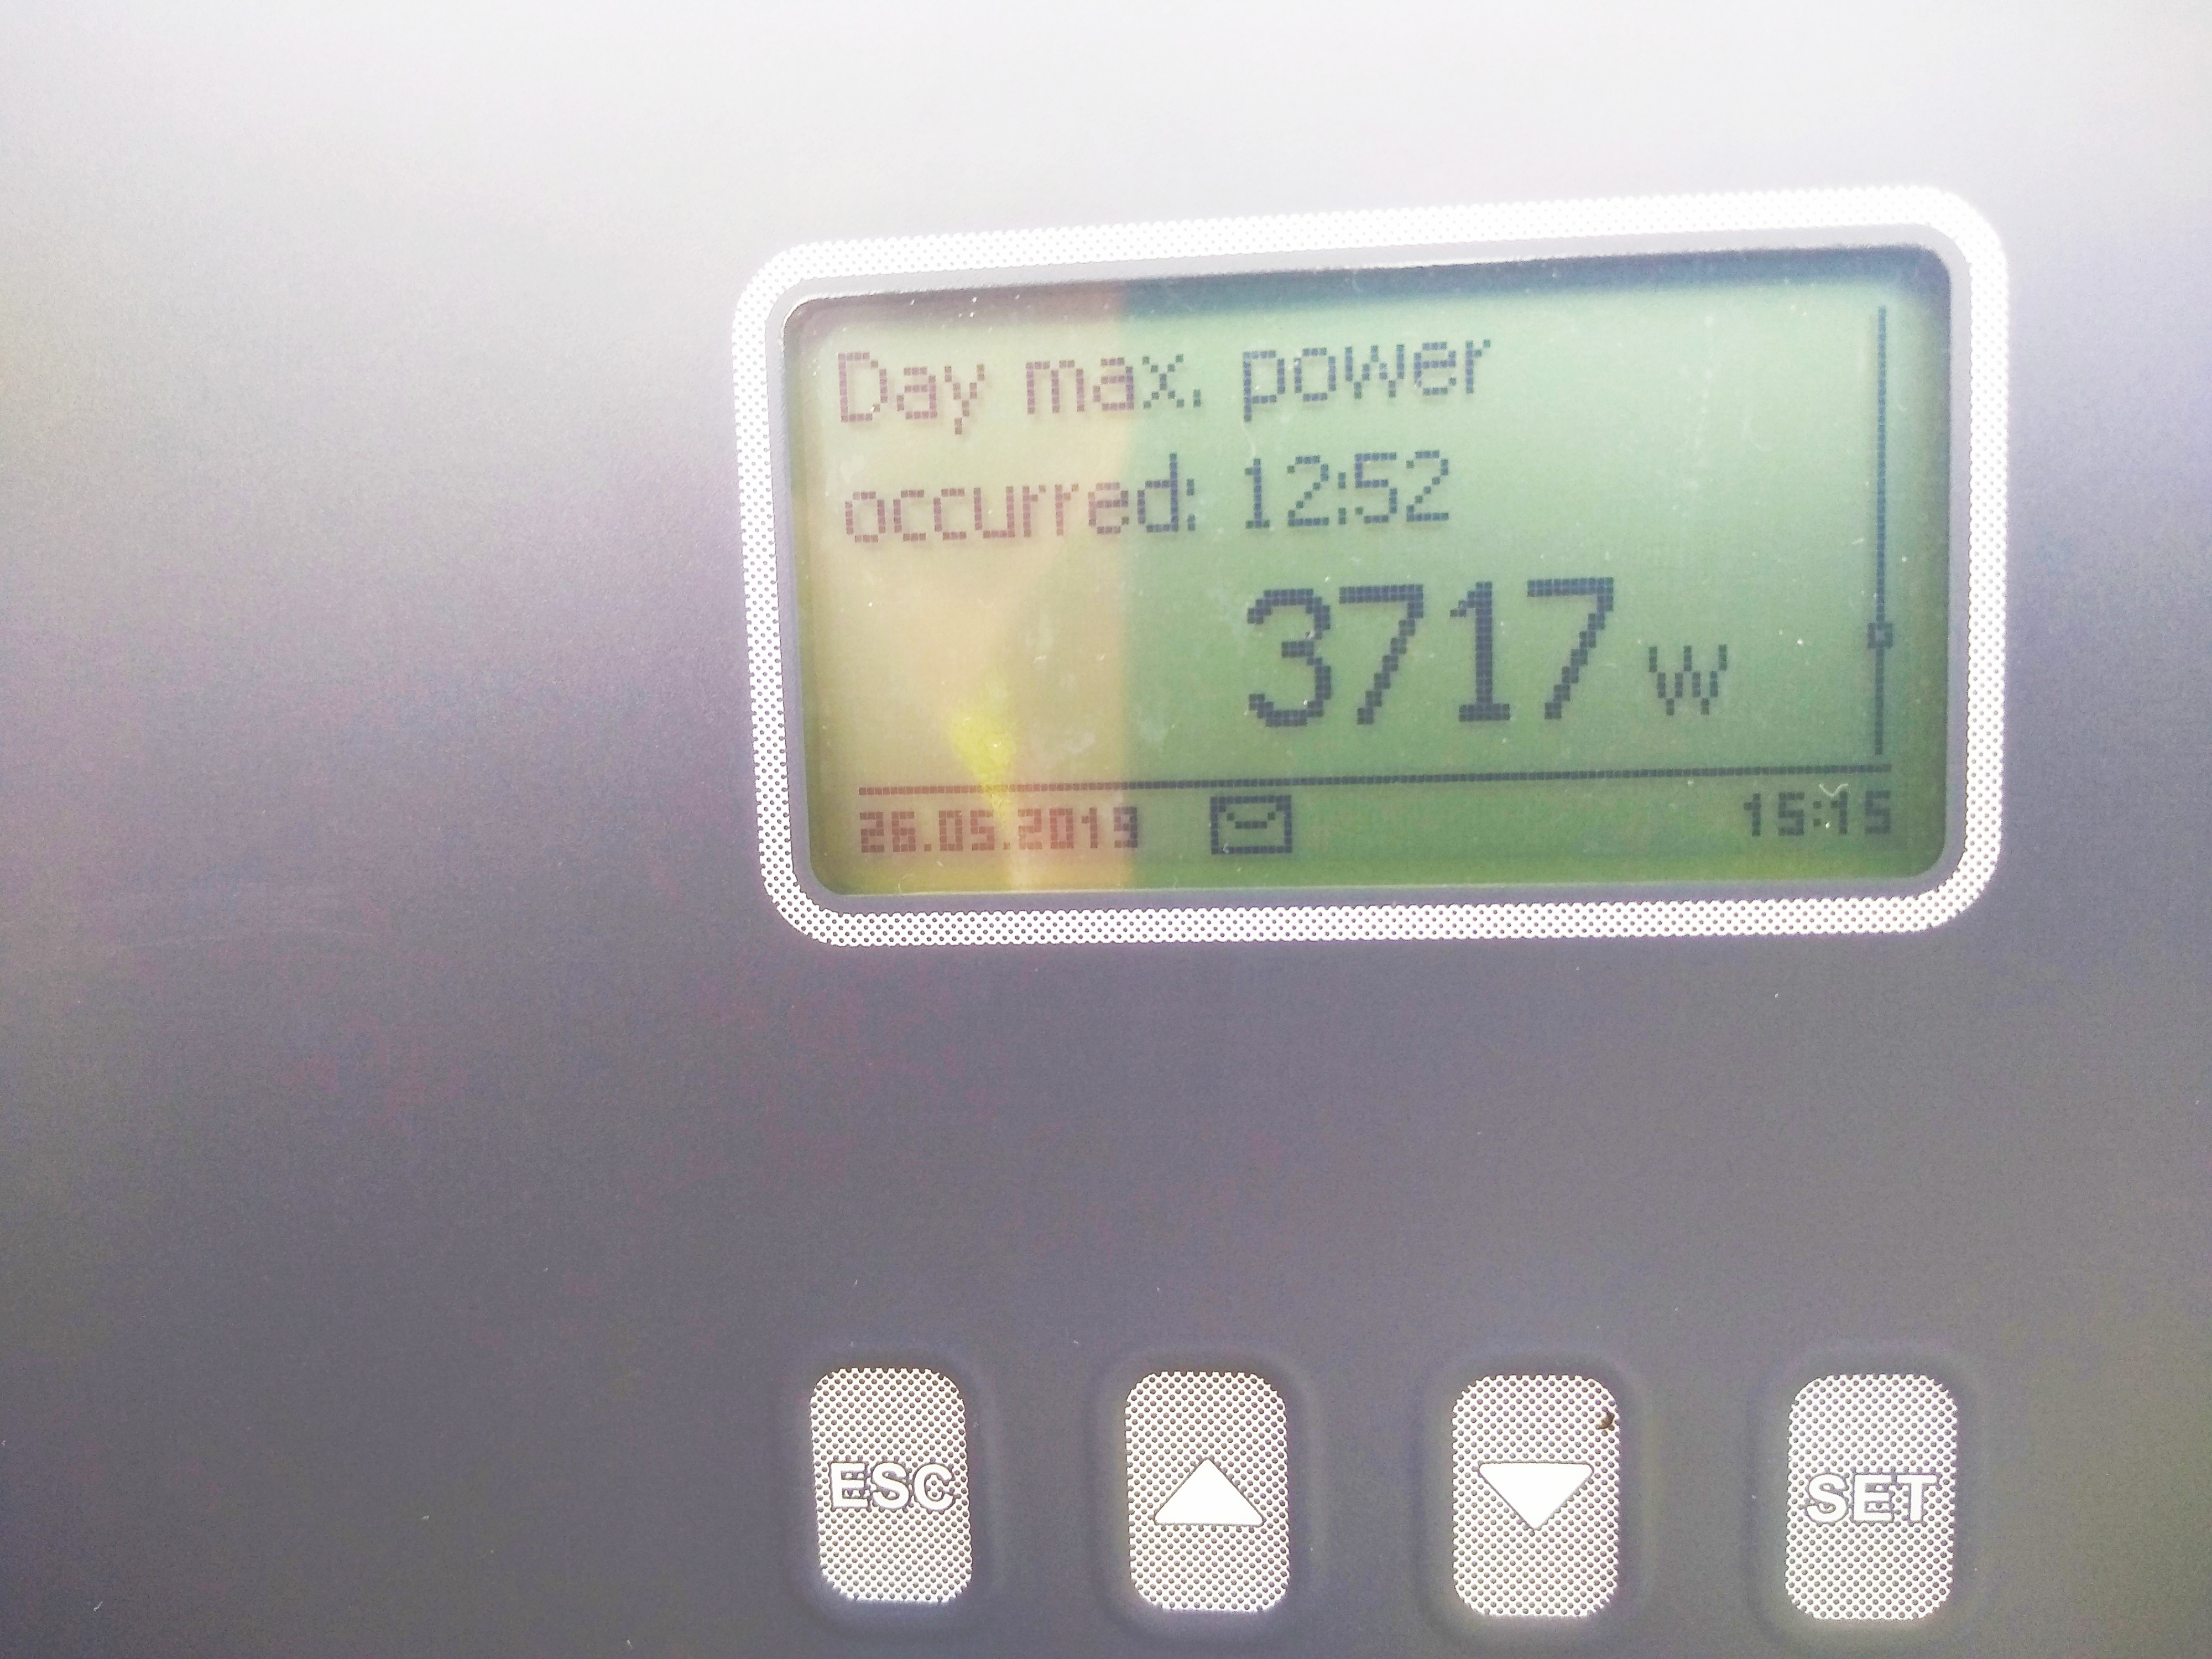 Day max. power
occurred: 12:52
3717 W
26.05.2019 15:15
ESC SET